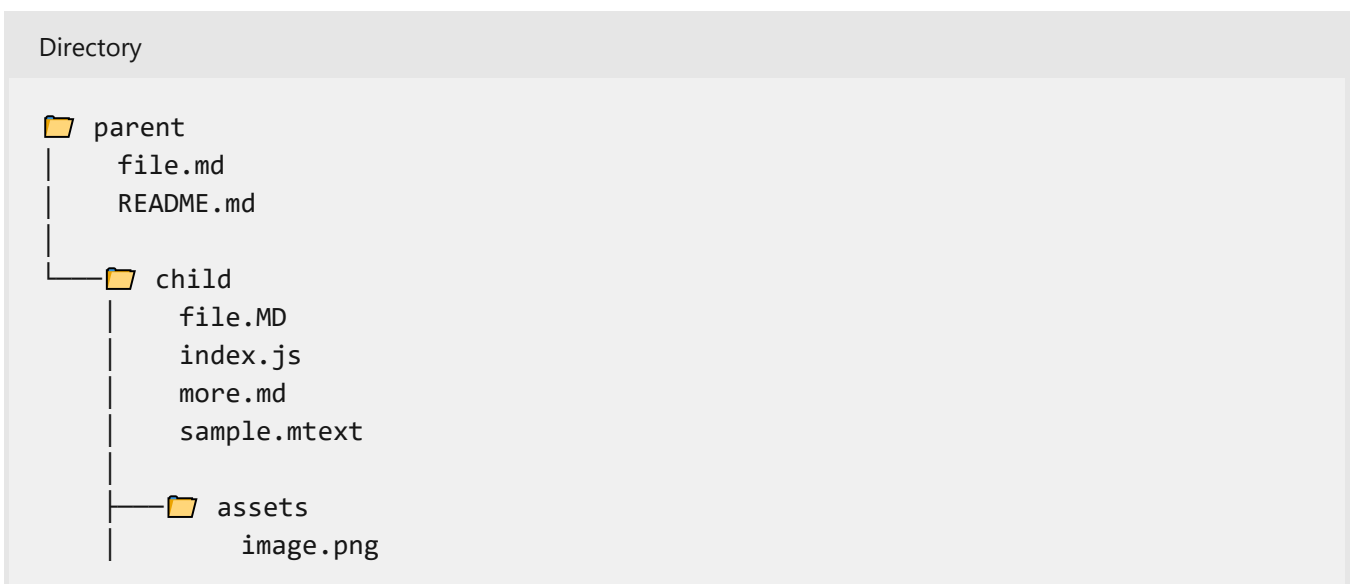 Directory
parent
file.md
README.md
child
file.MD
index.js
more.md
sample.mtext
assets
image.png